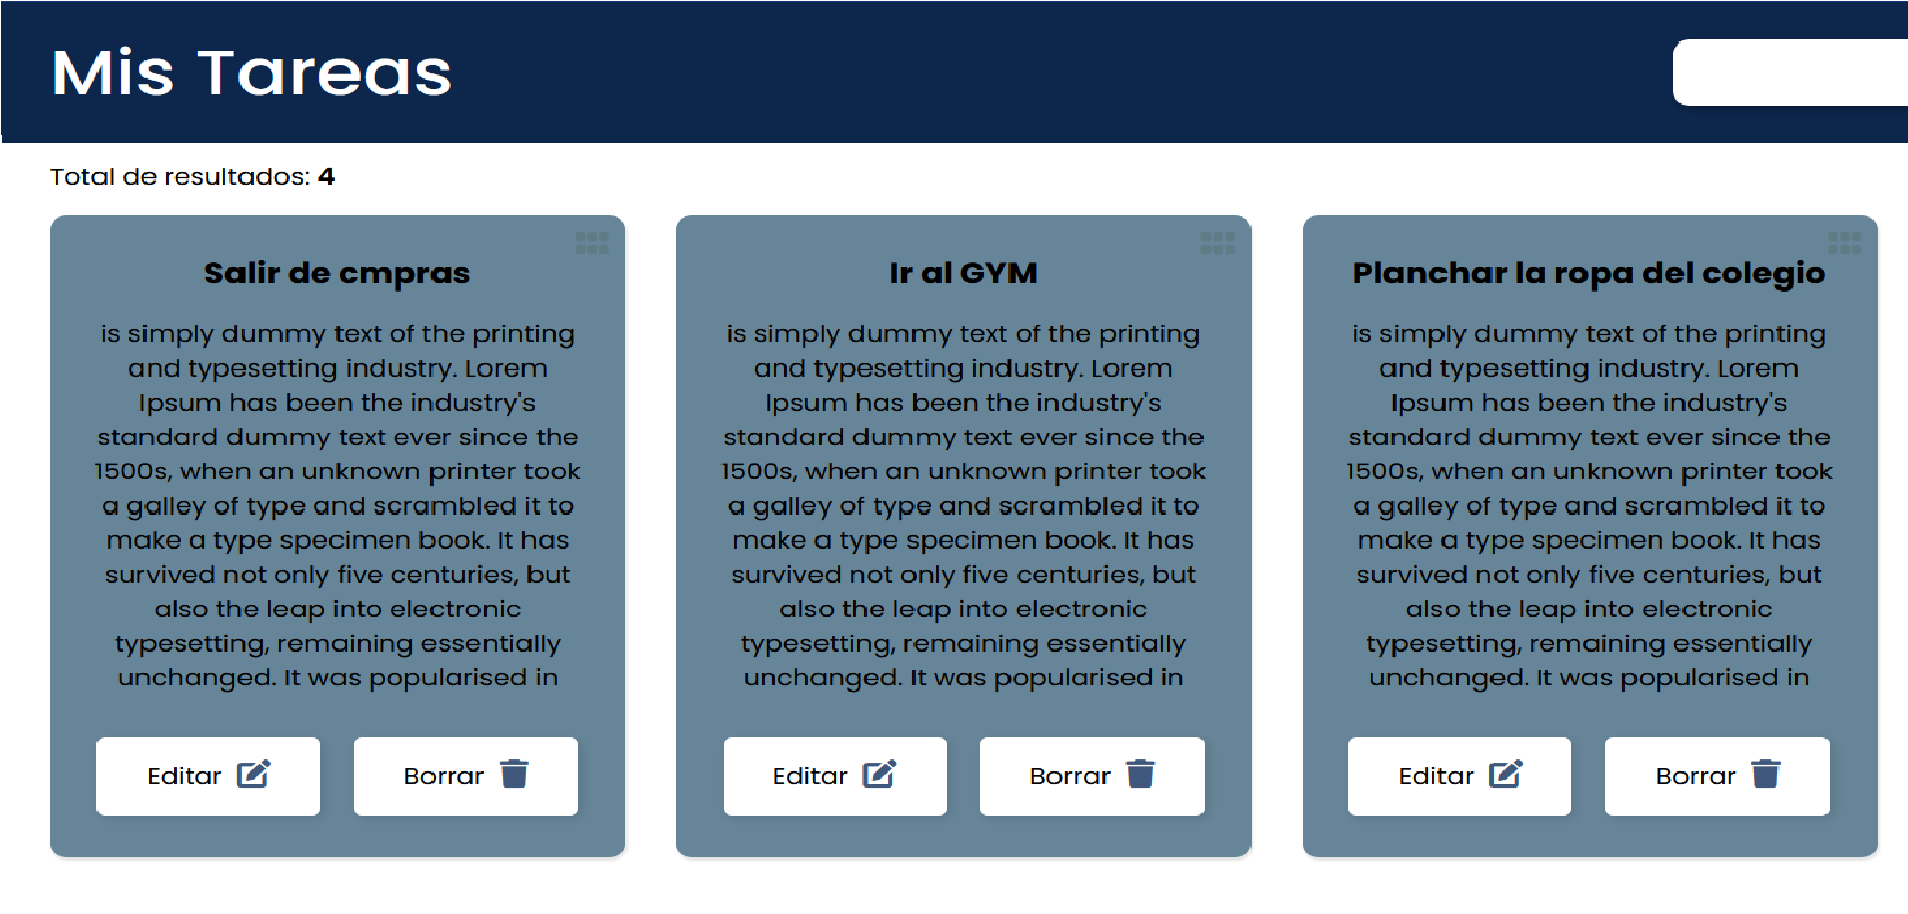 Mis Tareas
Total de resultados: 4
Salir de cmpras
is simply dummy text of the printing
and typesetting industry. Lorem
Ipsum has been the industry's
standard dummy text ever since the
1500s, when an unknown printer took
a galley of type and scrambled it to
make a type specimen book. It has
survived not only five centuries, but
also the leap into electronic
typesetting, remaining essentially
unchanged. It was popularised in
Editar
Borrar
Ir al GYM
is simply dummy text of the printing
and typesetting industry. Lorem
Ipsum has been the industry's
standard dummy text ever since the
1500s, when an unknown printer took
a galley of type and scrambled it to
make a type specimen book. It has
survived not only five centuries, but
also the leap into electronic
typesetting, remaining essentially
unchanged. It was popularised in
Editar
Borrar
Planchar la ropa del colegio
is simply dummy text of the printing
and typesetting industry. Lorem
Ipsum has been the industry's
standard dummy text ever since the
1500s, when an unknown printer took
a galley of type and scrambled it to
make a type specimen book. It has
survived not only five centuries, but
also the leap into electronic
typesetting, remaining essentially
unchanged. It was popularised in
Editar
Borrar